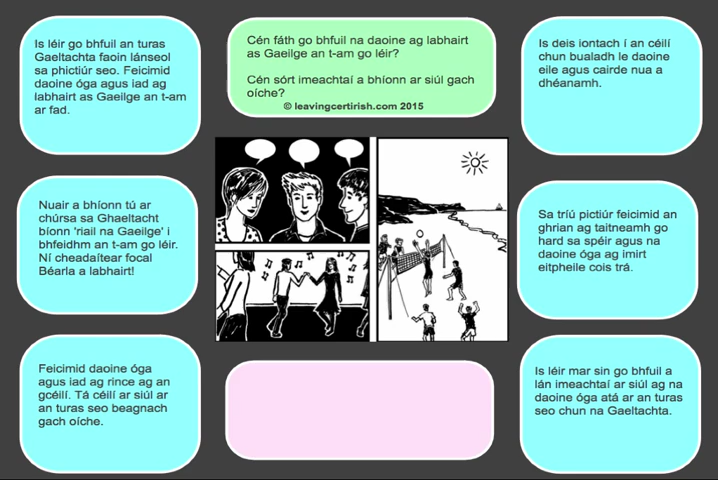 Is léir go bhfuil an turas
Gaeltachta faoin lánseol
sa phictiúr seo. Feicimid
daoine óga agus iad ag
labhairt as Gaeilge an t-am
ar fad.
Nuair a bhíonn tú ar
chúrsa sa Ghaeltacht
bíonn 'riail na Gaeilge' i
bhfeidhm an t-am go léir.
Ní cheadaítear focal
Béarla a labhairt!
Feicimid daoine óga
agus iad ag rince ag an
gcéilí. Tá céilí ar siúl ar
an turas seo beagnach
gach oíche.
Cén fáth go bhfuil na daoine ag labhairt
as Gaeilge an t-am go léir?
Cén sórt imeachtaí a bhíonn ar siúl gach
oíche?
© leavingcertirish.com 2015
Is deis iontach í an céilí
chun bualadh le daoine
eile agus cairde nua a
dhéanamh.
Sa tríú pictiúr feicimid an
ghrian ag taitneamh go
hard sa spéir agus na
daoine óga ag imirt
eitpheile cois trá.
Is léir mar sin go bhfuil a
lán imeachtaí ar siúl ag na
daoine óga atá ar an turas
seo chun na Gaeltachta.